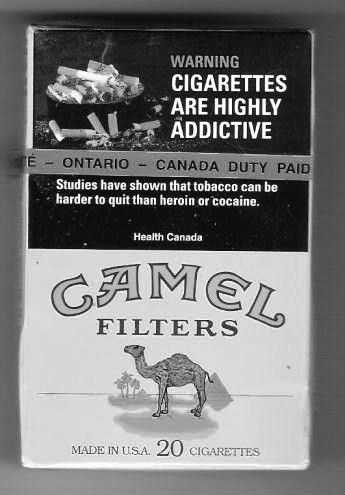 WARNING
CIGARETTES
ARE HIGHLY
ADDICTIVE
TÉ – ONTARIO – CANADA DUTY PAID
Studies have shown that tobacco can be
harder to quit than heroin or cocaine.
Health Canada
CAMEL
FILTERS
MADE IN U.S.A. 20 CIGARETTES